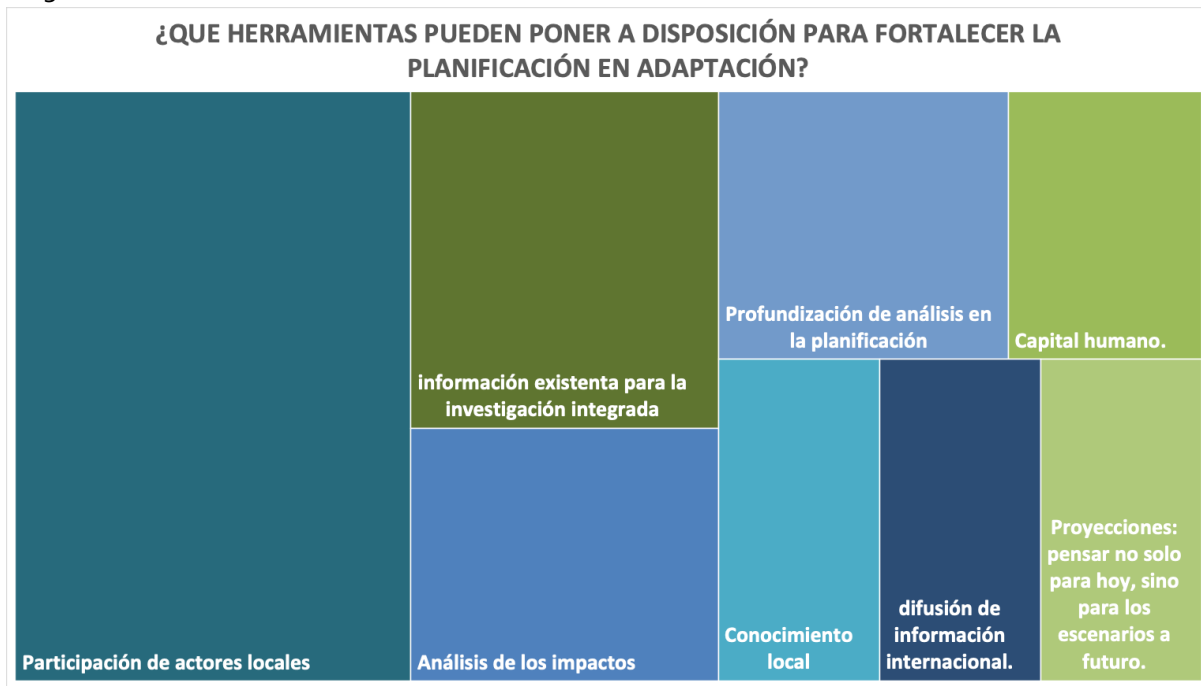 ¿QUE HERRAMIENTAS PUEDEN PONER A DISPOSICIÓN PARA FORTALECER LA
PLANIFICACIÓN EN ADAPTACIÓN?
Participación de actores locales
información existenta para la
investigación integrada
Análisis de los impactos
Profundización de análisis en
la planificación
Capital humano.
Conocimiento
local
difusión de
información
internacional.
Proyecciones:
pensar no solo
para hoy, sino
para los
escenarios a
futuro.